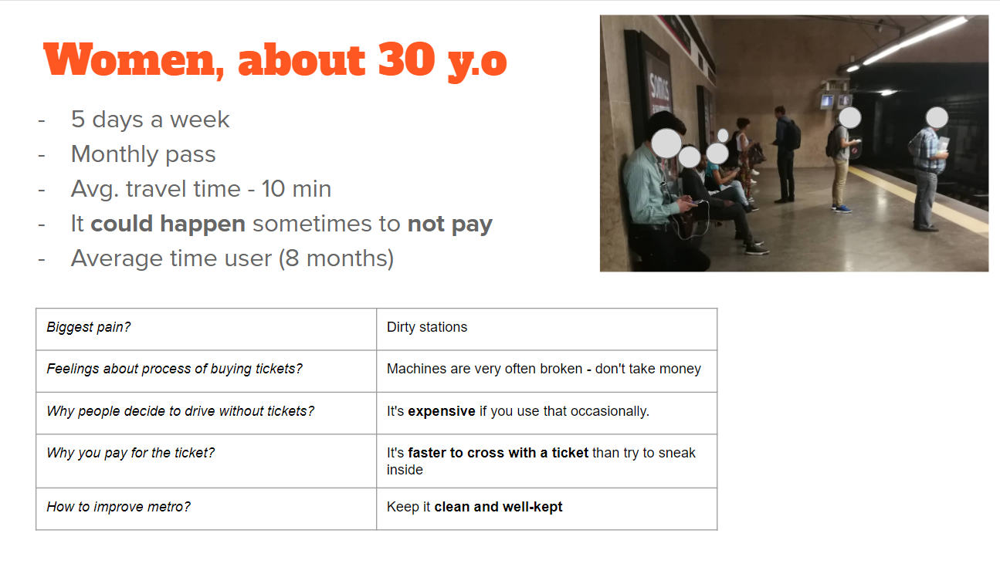 Women, about 30 y.o
- 5 days a week
- Monthly pass
- Avg. travel time - 10 min
- It could happen sometimes to not pay
- Average time user (8 months)
somos
Biggest pain?
Dirty stations
Feelings about process of buying tickets?
Machines are very often broken - don't take money
Why people decide to drive without tickets?
It's expensive if you use that occasionally.
Why you pay for the ticket?
It's faster to cross with a ticket than try to sneak
inside
How to improve metro?
Keep it clean and well-kept